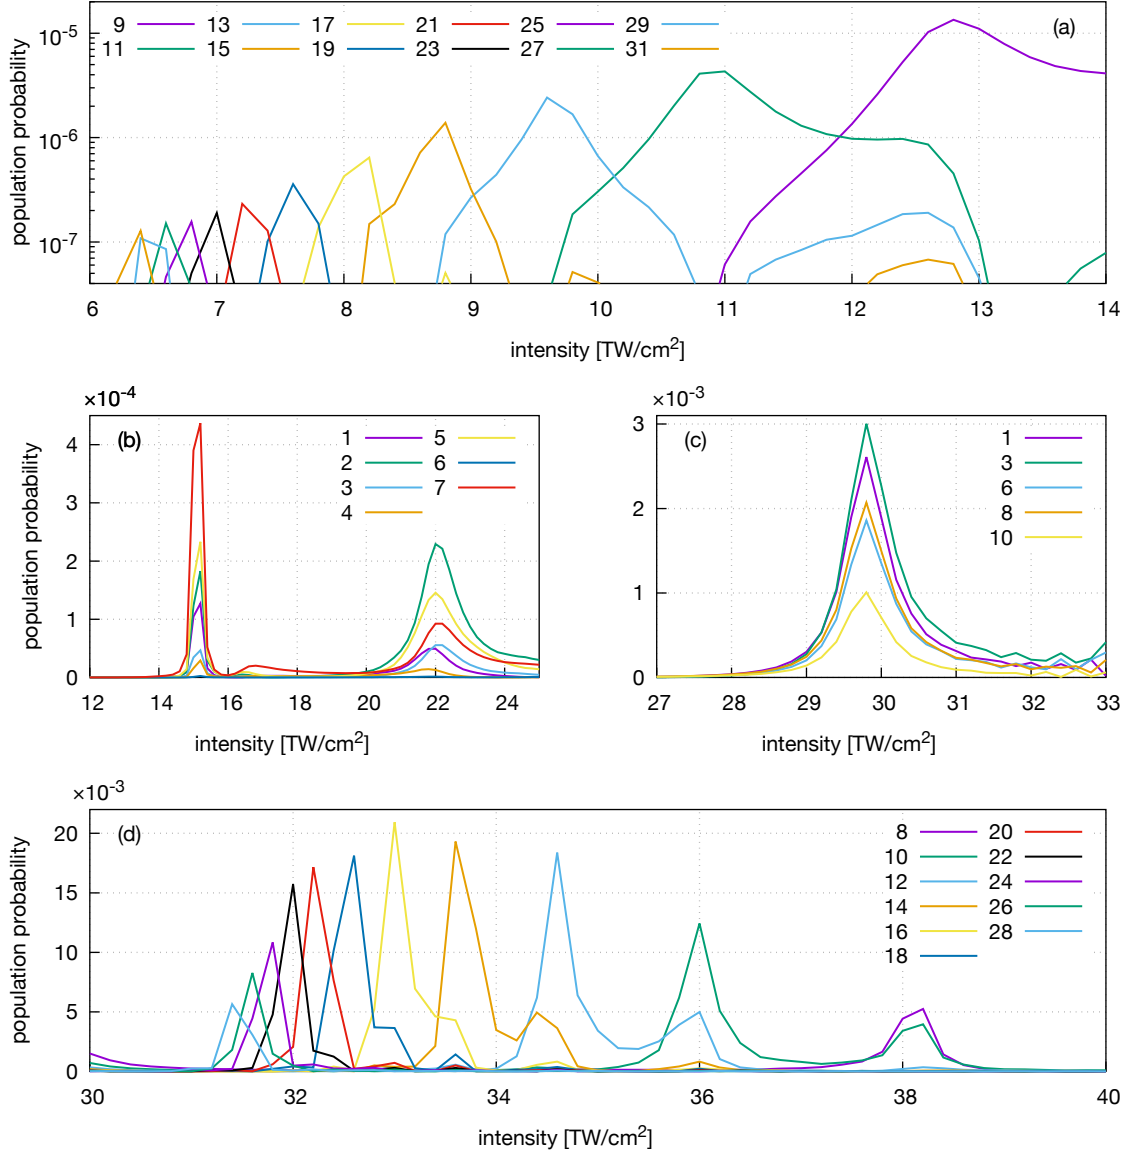 9 13 17 21 25 29 (a)
11 15 19 23 27 31
10⁻⁵
10⁻⁶
10⁻⁷
population probability
6 7 8 9 10 11 12 13 14
intensity [TW/cm²]
×10⁻⁴
(b)
1 5
2 6
3 7
4
4
2
0
population probability
12 14 16 18 20 22 24
intensity [TW/cm²]
×10⁻³
(c)
1
3
6
8
10
3
2
1
0
27 28 29 30 31 32 33
intensity [TW/cm²]
×10⁻³
(d)
8 20
10 22
12 24
14 26
16 28
18
20
15
10
5
0
population probability
30 32 34 36 38 40
intensity [TW/cm²]